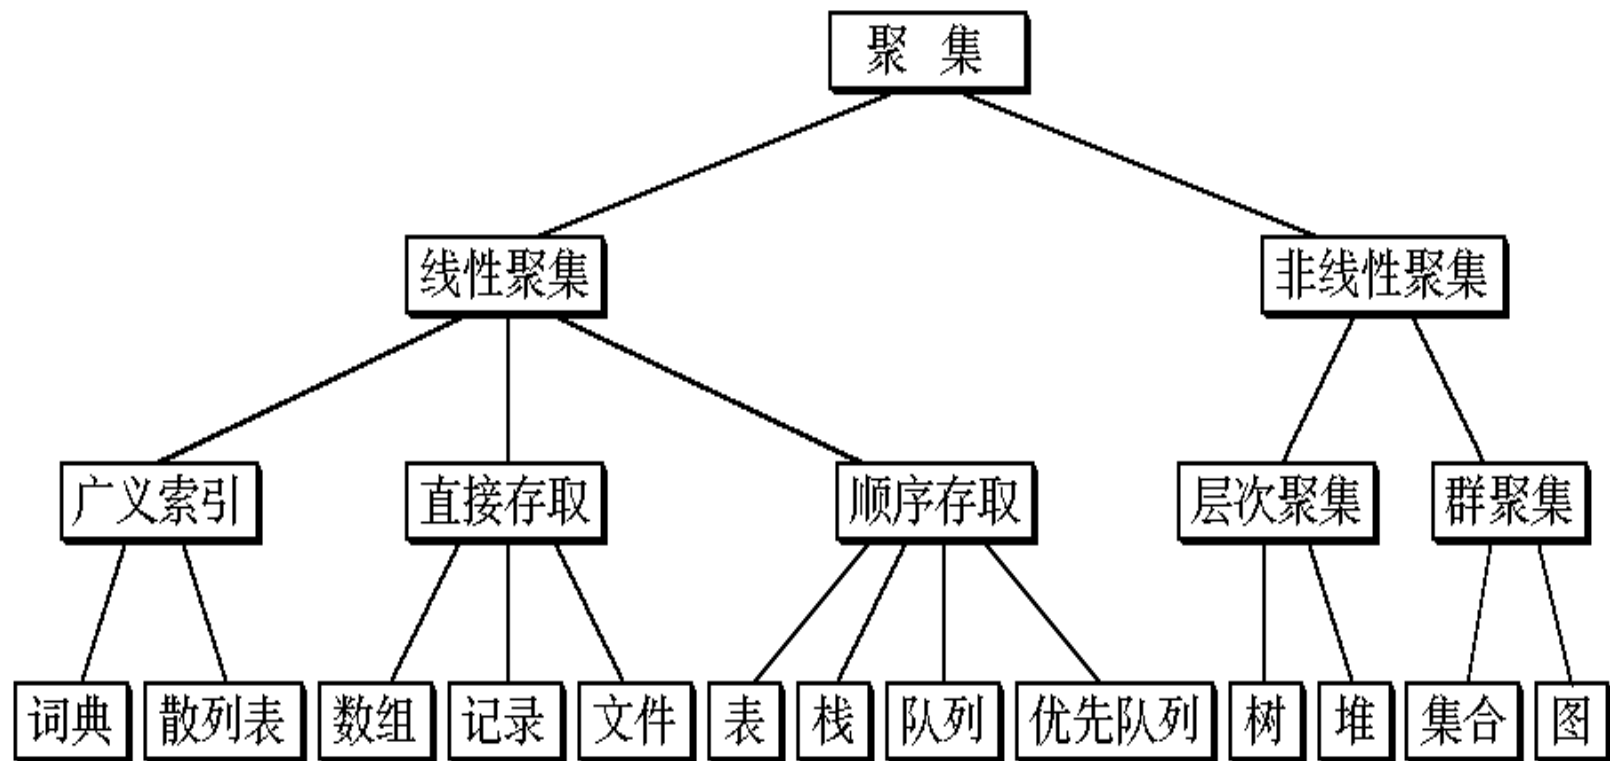 聚 集
线性聚集
非线性聚集
广义索引
直接存取
顺序存取
层次聚集
群聚集
词典
散列表
数组
记录
文件
表
栈
队列
优先队列
树
堆
集合
图